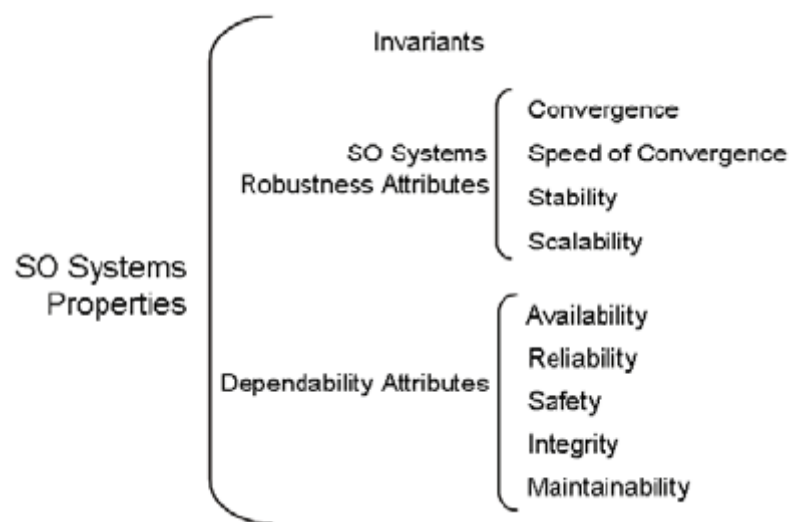 SO Systems
Properties
Invariants
SO Systems
Robustness Attributes
Convergence
Speed of Convergence
Stability
Scalability
Dependability Attributes
Availability
Reliability
Safety
Integrity
Maintainability